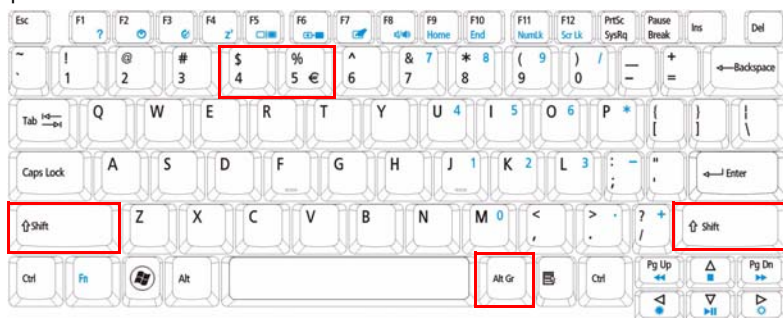 Esc F1 ? F2 F3 F4 zz F5 F6 F7 F8 F9 Home F10 End F11 NumLk F12 Scr Lk PrtSc SysRq Pause Break Ins Del
~ ` ! 1 @ 2 # 3 $ 4 % 5 € ^ 6 & 7 7 * 8 8 ( 9 9 ) / 0 _ - + = Backspace
Tab Q W E R T Y U 4 I 5 O 6 P * { [ } ] | \
Caps Lock A S D F G H J 1 K 2 L 3 : - ; " ' Enter
Shift Z X C V B N M 0 < , > . . ? + / Shift
Ctrl Fn Alt Alt Gr Ctrl Pg Up Pg Dn